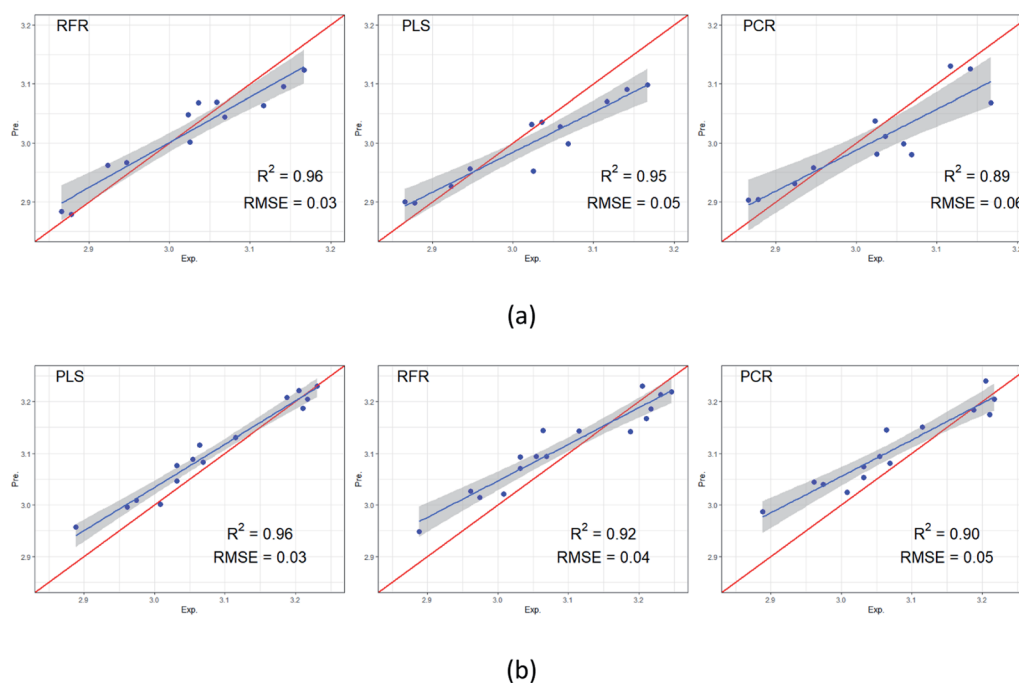 RFR
3.2
3.1
3.0
2.9
Pre.
R² = 0.96
RMSE = 0.03
2.9 3.0 3.1 3.2
Exp.
PLS
3.2
3.1
3.0
2.9
Pre.
R² = 0.95
RMSE = 0.05
2.9 3.0 3.1 3.2
Exp.
PCR
3.2
3.1
3.0
2.9
Pre.
R² = 0.89
RMSE = 0.06
2.9 3.0 3.1 3.2
Exp.
(a)
PLS
3.2
3.1
3.0
2.9
Pre.
R² = 0.96
RMSE = 0.03
2.9 3.0 3.1 3.2
Exp.
RFR
3.2
3.1
3.0
2.9
Pre.
R² = 0.92
RMSE = 0.04
2.9 3.0 3.1 3.2
Exp.
PCR
3.2
3.1
3.0
2.9
Pre.
R² = 0.90
RMSE = 0.05
2.9 3.0 3.1 3.2
Exp.
(b)